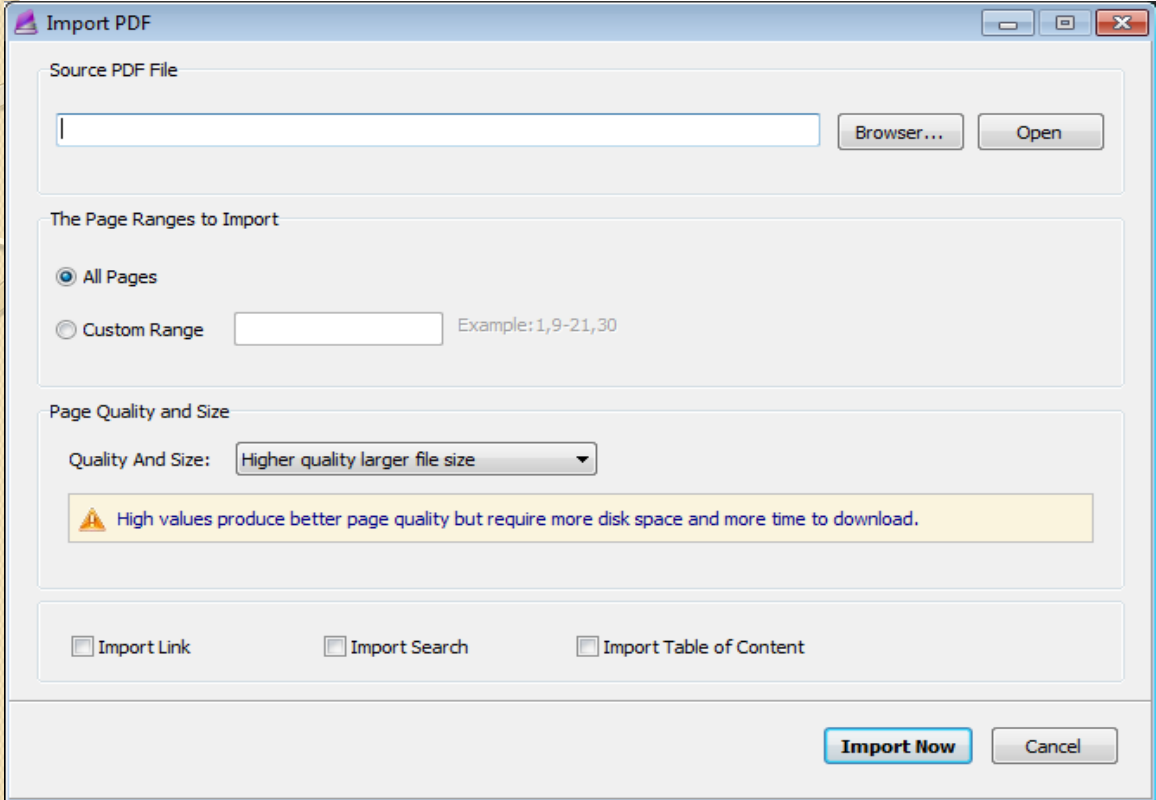 Import PDF
Source PDF File
Browser... Open
The Page Ranges to Import
All Pages
Custom Range Example:1,9-21,30
Page Quality and Size
Quality And Size: Higher quality larger file size
High values produce better page quality but require more disk space and more time to download.
Import Link Import Search Import Table of Content
Import Now Cancel